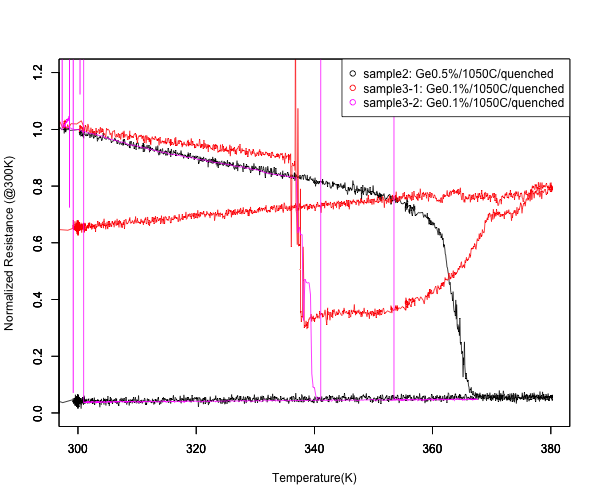 sample2: Ge0.5%/1050C/quenched
sample3-1: Ge0.1%/1050C/quenched
sample3-2: Ge0.1%/1050C/quenched
Normalized Resistance (@300K)
1.2
1.0
0.8
0.6
0.4
0.2
0.0
300 320 340 360 380
Temperature(K)